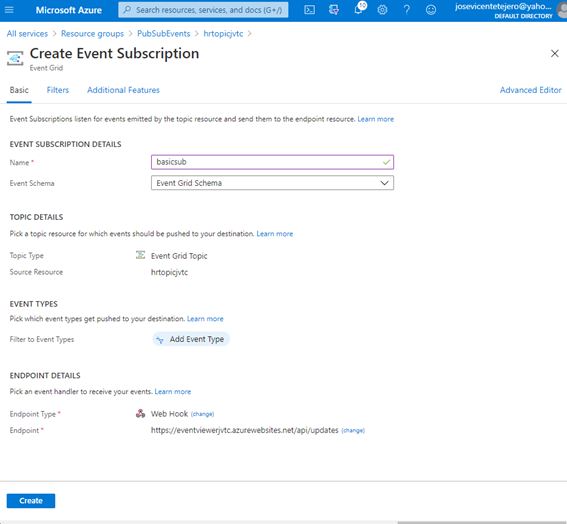 Microsoft Azure
Search resources, services, and docs (G+/)
10
josevicentetejero@yaho...
DEFAULT DIRECTORY
All services > Resource groups > PubSubEvents > hrtopicjvtc >
Create Event Subscription
Event Grid
Basic Filters Additional Features Advanced Editor
Event Subscriptions listen for events emitted by the topic resource and send them to the endpoint resource. Learn more
EVENT SUBSCRIPTION DETAILS
Name * basicsub
Event Schema Event Grid Schema
TOPIC DETAILS
Pick a topic resource for which events should be pushed to your destination. Learn more
Topic Type Event Grid Topic
Source Resource hrtopicjvtc
EVENT TYPES
Pick which event types get pushed to your destination. Learn more
Filter to Event Types Add Event Type
ENDPOINT DETAILS
Pick an event handler to receive your events. Learn more
Endpoint Type * Web Hook (change)
Endpoint * https://eventviewerjvtc.azurewebsites.net/api/updates (change)
Create